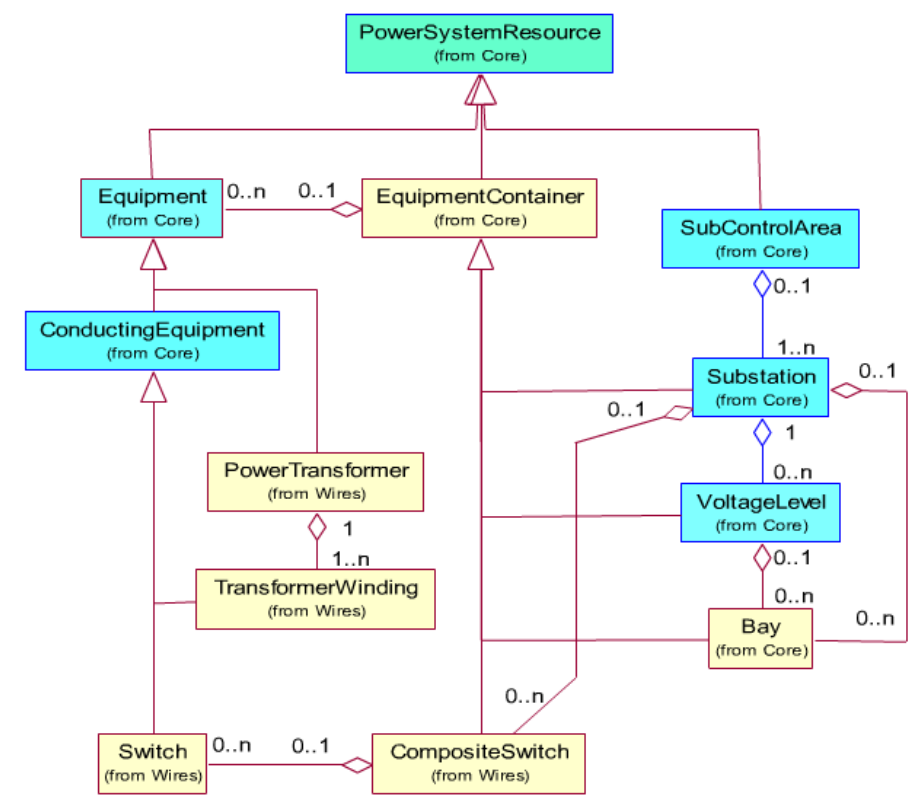 PowerSystemResource
(from Core)
Equipment
(from Core)
0..n
0..1
EquipmentContainer
(from Core)
SubControlArea
(from Core)
0..1
ConductingEquipment
(from Core)
1..n
Substation
(from Core)
0..1
0..1
1
PowerTransformer
(from Wires)
0..n
VoltageLevel
(from Core)
1
1..n
0..1
TransformerWinding
(from Wires)
0..n
Bay
(from Core)
0..n
0..n
Switch
(from Wires)
0..n
0..1
CompositeSwitch
(from Wires)